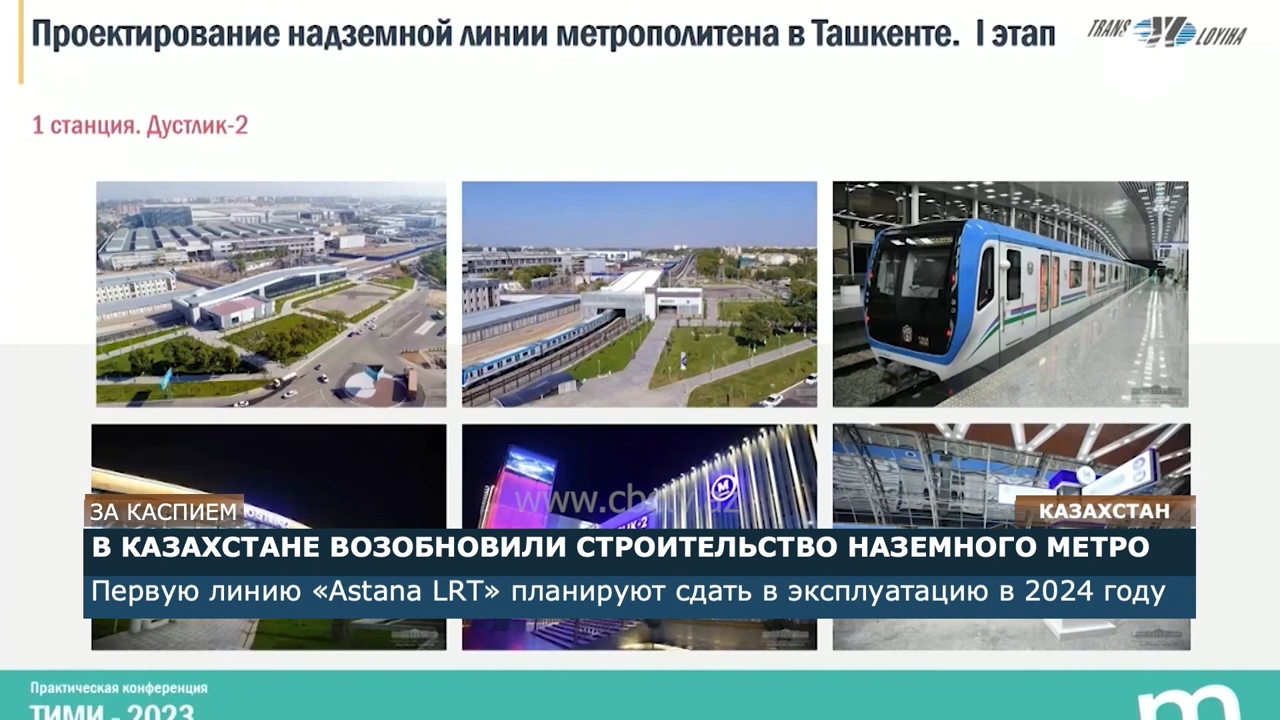 Проектирование надземной линии метрополитена в Ташкенте. I этап
TRANS
LOYIHA
1 станция. Дустлик-2
ЗА КАСПИЕМ
КАЗАХСТАН
В КАЗАХСТАНЕ ВОЗОБНОВИЛИ СТРОИТЕЛЬСТВО НАЗЕМНОГО МЕТРО
Первую линию «Astana LRT» планируют сдать в эксплуатацию в 2024 году
Практическая конференция
ТИМИ - 2023
m